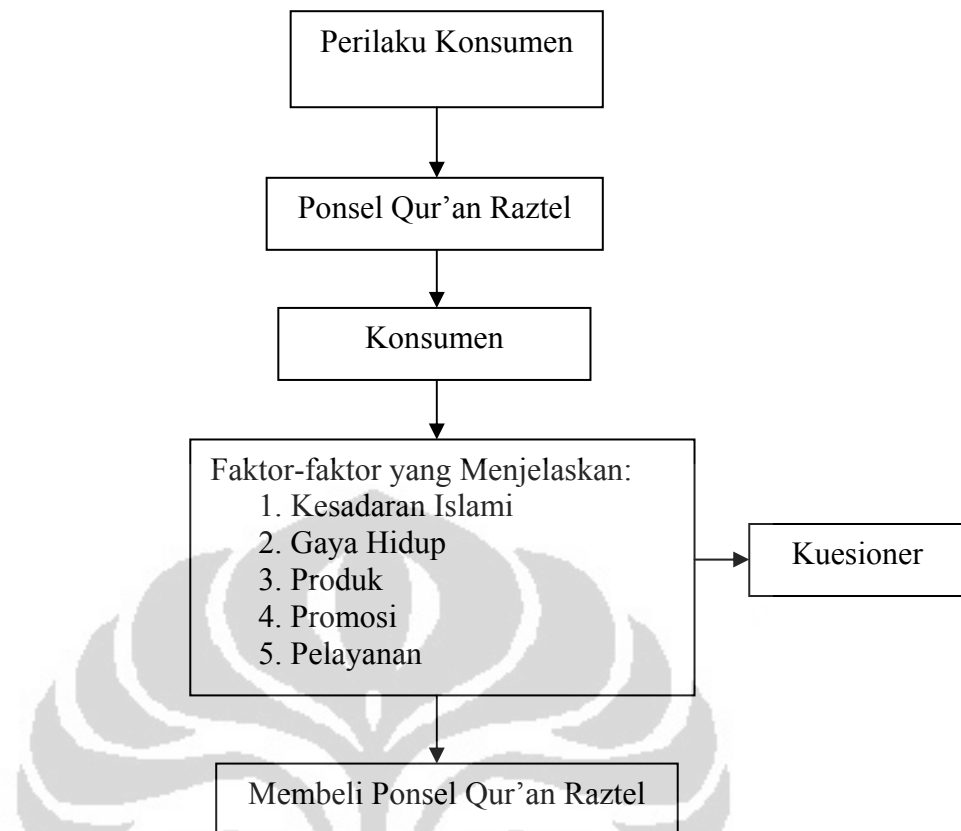 Perilaku Konsumen
Ponsel Qur’an Raztel
Konsumen
Faktor-faktor yang Menjelaskan:
1. Kesadaran Islami
2. Gaya Hidup
3. Produk
4. Promosi
5. Pelayanan
Kuesioner
Membeli Ponsel Qur’an Raztel